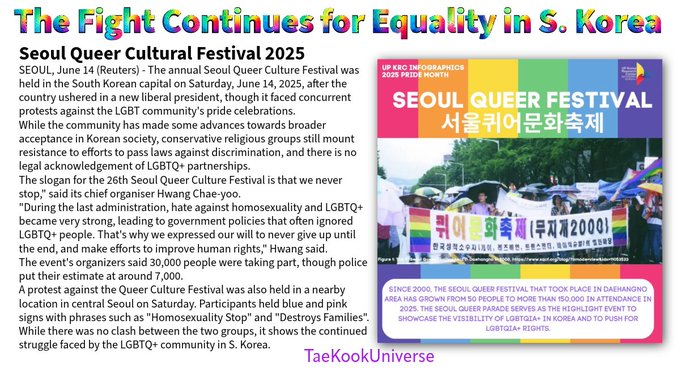 The Fight Continues for Equality in S. Korea
Seoul Queer Cultural Festival 2025
SEOUL, June 14 (Reuters) - The annual Seoul Queer Culture Festival was
held in the South Korean capital on Saturday, June 14, 2025, after the
country ushered in a new liberal president, though it faced concurrent
protests against the LGBT community's pride celebrations.
While the community has made some advances towards broader
acceptance in Korean society, conservative religious groups still mount
resistance to efforts to pass laws against discrimination, and there is no
legal acknowledgement of LGBTQ+ partnerships.
The slogan for the 26th Seoul Queer Culture Festival is that we never
stop," said its chief organiser Hwang Chae-yoo.
"During the last administration, hate against homosexuality and LGBTQ+
became very strong, leading to government policies that often ignored
LGBTQ+ people. That's why we expressed our will to never give up until
the end, and make efforts to improve human rights," Hwang said.
The event's organizers said 30,000 people were taking part, though police
put their estimate at around 7,000.
A protest against the Queer Culture Festival was also held in a nearby
location in central Seoul on Saturday. Participants held blue and pink
signs with phrases such as "Homosexuality Stop" and "Destroys Families".
While there was no clash between the two groups, it shows the continued
struggle faced by the LGBTQ+ community in S. Korea.
UP KRC INFOGRAPHICS
2025 PRIDE MONTH
SEOUL QUEER FESTIVAL
서울퀴어문화축제
퀴어문화축제(무지개2000)
SINCE 2000, THE SEOUL QUEER FESTIVAL THAT TOOK PLACE IN DAEHANGNO
AREA HAS GROWN FROM 50 PEOPLE TO MORE THAN 150,000 IN ATTENDANCE IN
2025. THE SEOUL QUEER PARADE SERVES AS THE HIGHLIGHT EVENT TO
SHOWCASE THE VISIBILITY OF LGBTQIA+ IN KOREA AND TO PUSH FOR
LGBTQIA+ RIGHTS.
TaeKookUniverse